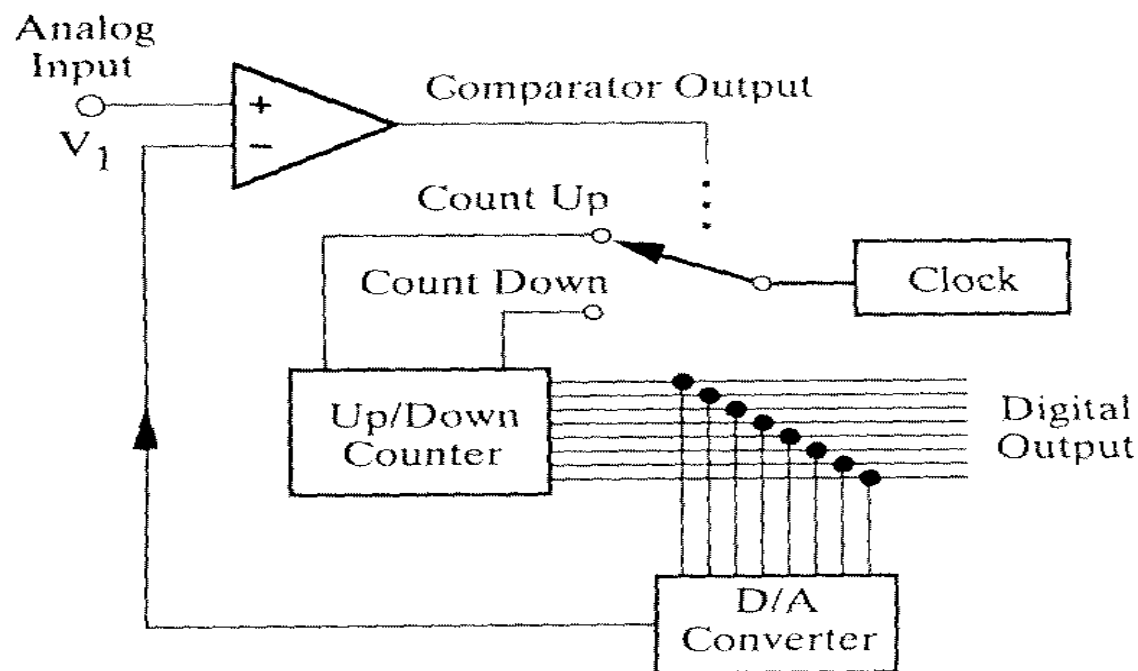 Analog
Input
V1
+
−
Comparator Output
Count Up
Count Down
Clock
Up/Down
Counter
Digital
Output
D/A
Converter